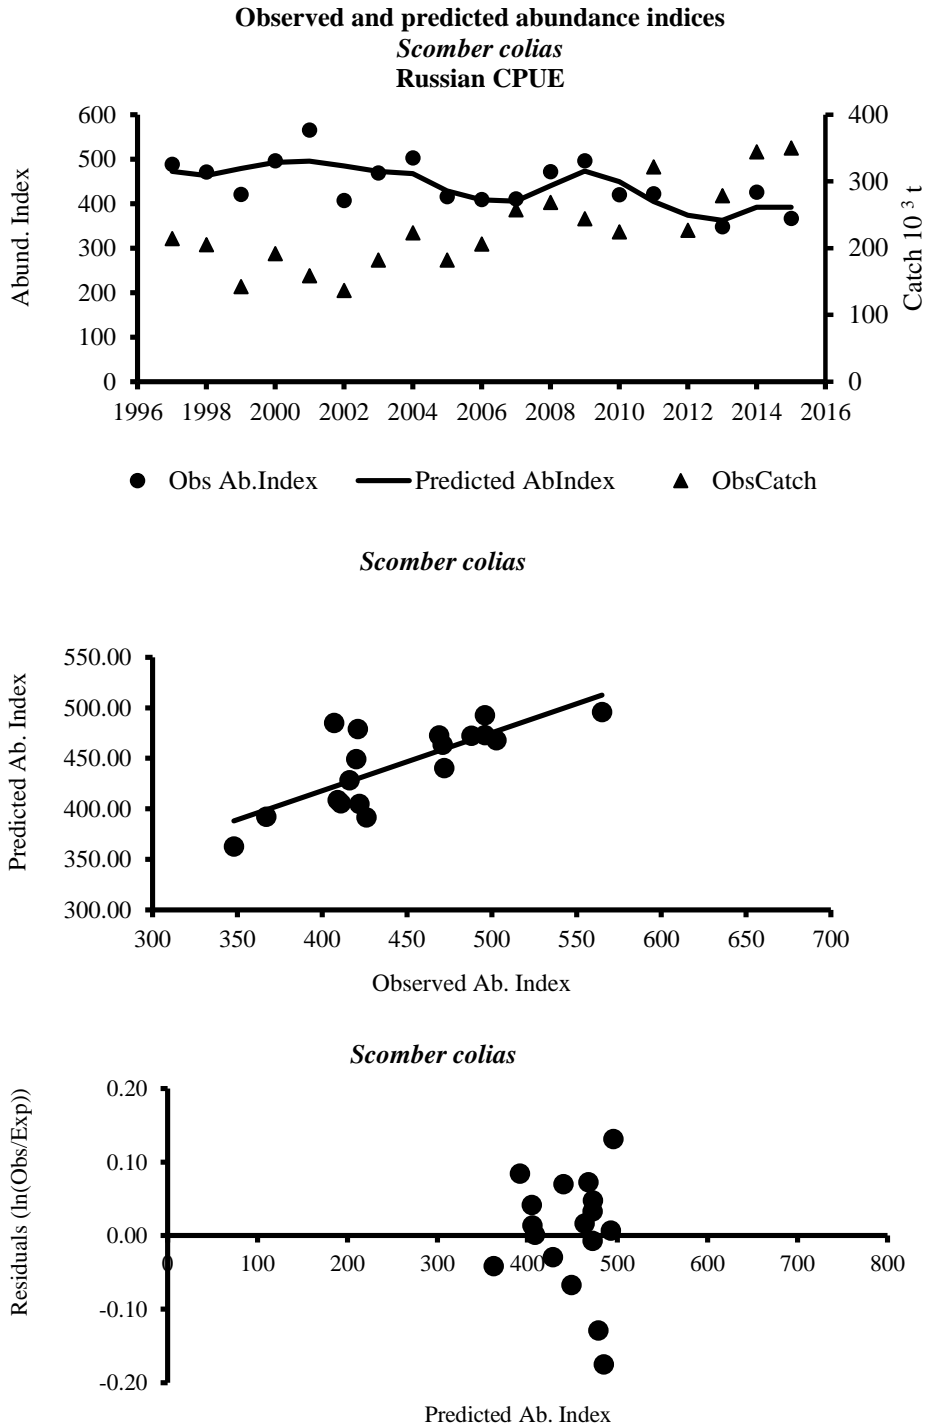 Observed and predicted abundance indices
Scomber colias
Russian CPUE
600
500
400
300
200
100
0
Abund. Index
400
300
200
100
0
Catch 10 3 t
1996 1998 2000 2002 2004 2006 2008 2010 2012 2014 2016
Obs Ab.Index Predicted AbIndex ObsCatch
Scomber colias
550.00
500.00
450.00
400.00
350.00
300.00
Predicted Ab. Index
300 350 400 450 500 550 600 650 700
Observed Ab. Index
Scomber colias
0.20
0.10
0.00
-0.10
-0.20
Residuals (ln(Obs/Exp))
0 100 200 300 400 500 600 700 800
Predicted Ab. Index